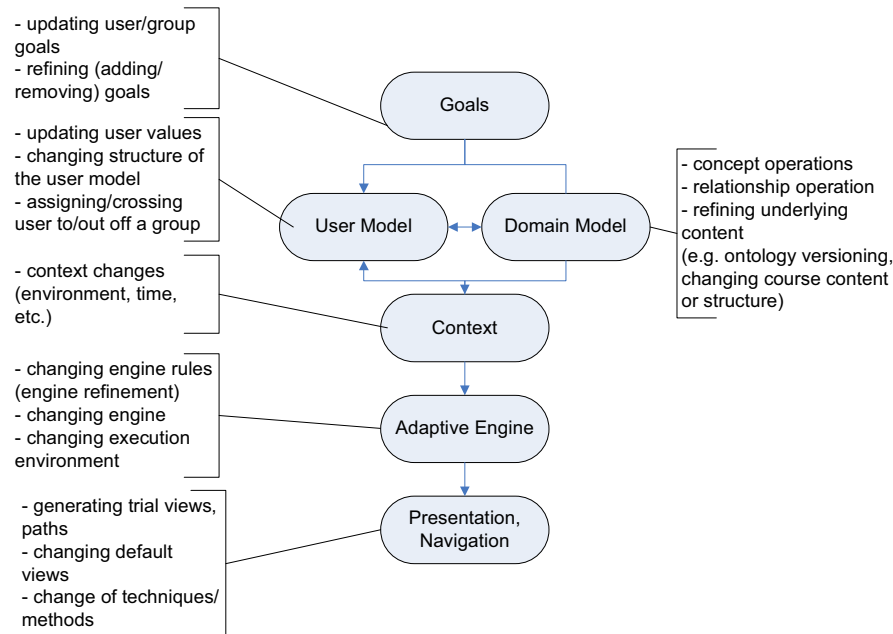 - updating user/group
goals
- refining (adding/
removing) goals
Goals
- updating user values
- changing structure of
the user model
- assigning/crossing
user to/out off a group
User Model
Domain Model
- concept operations
- relationship operation
- refining underlying
content
(e.g. ontology versioning,
changing course content
or structure)
- context changes
(environment, time,
etc.)
Context
- changing engine rules
(engine refinement)
- changing engine
- changing execution
environment
Adaptive Engine
- generating trial views,
paths
- changing default
views
- change of techniques/
methods
Presentation,
Navigation